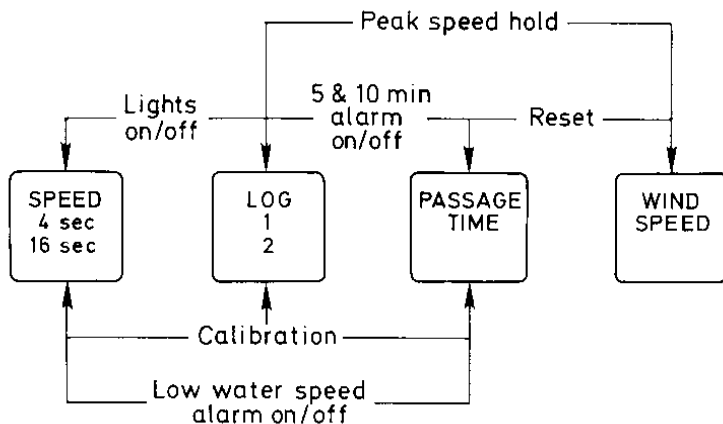 Peak speed hold
Lights
on/off
5 & 10 min
alarm
on/off
Reset
SPEED
4 sec
16 sec
LOG
1
2
PASSAGE
TIME
WIND
SPEED
Calibration
Low water speed
alarm on/off